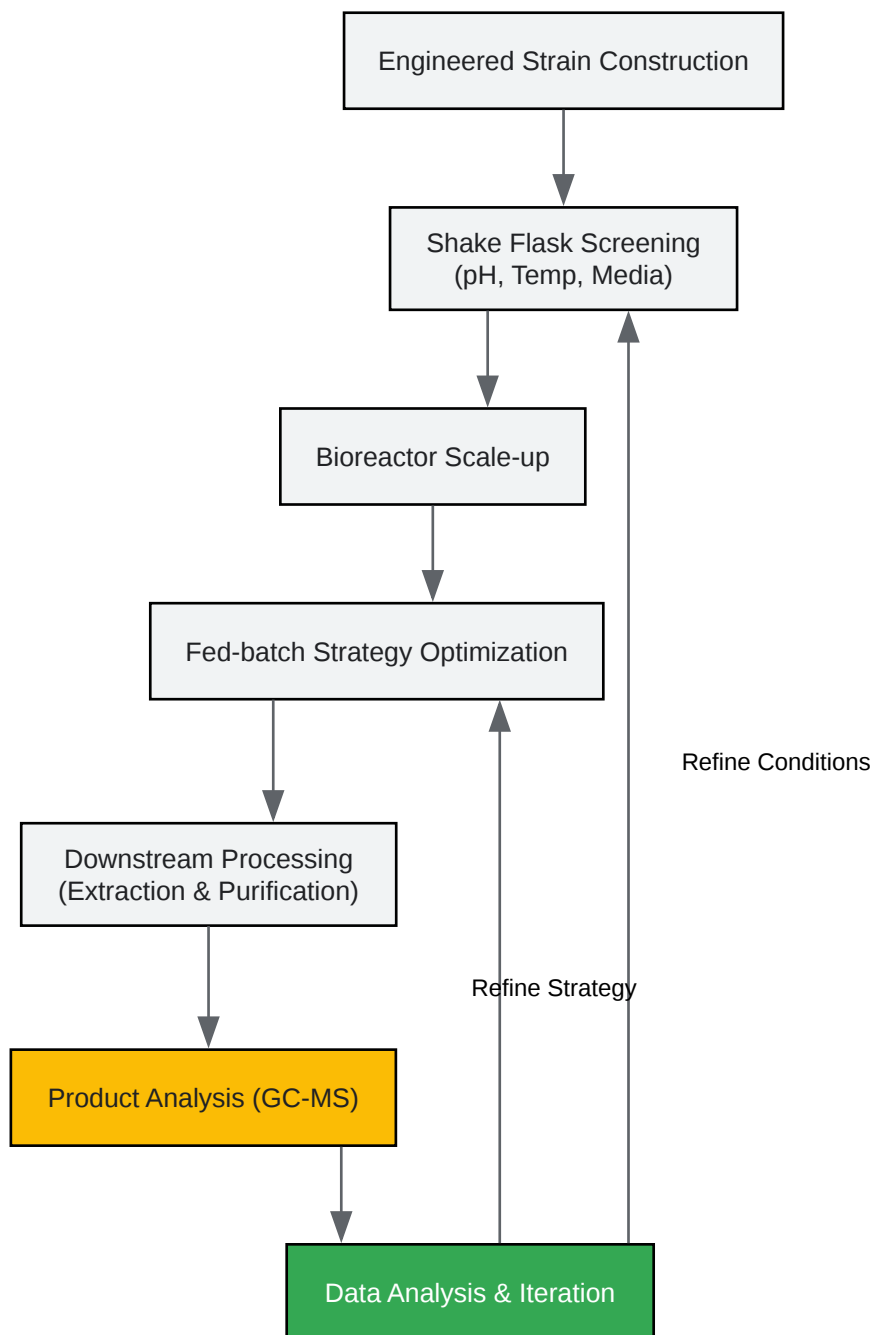 Engineered Strain Construction
Shake Flask Screening
(pH, Temp, Media)
Bioreactor Scale-up
Fed-batch Strategy Optimization
Refine Conditions
Downstream Processing
(Extraction & Purification)
Refine Strategy
Product Analysis (GC-MS)
Data Analysis & Iteration